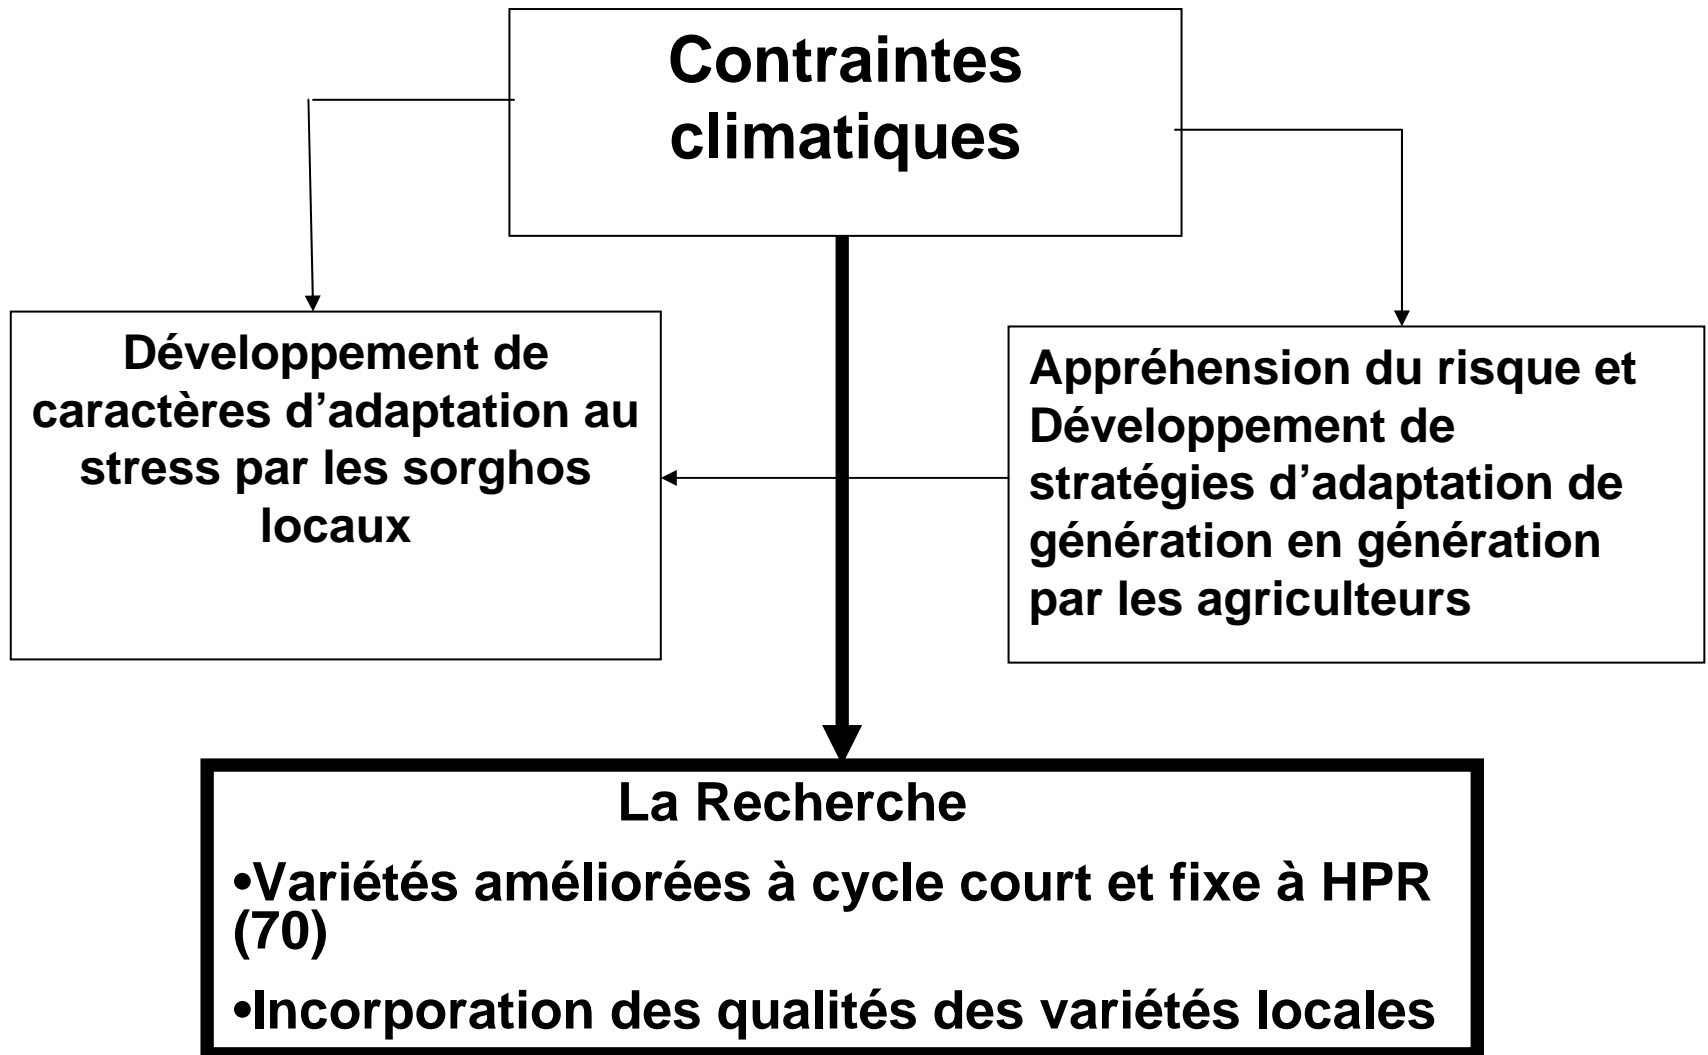 Contraintes
climatiques
Développement de
caractères d’adaptation au
stress par les sorghos
locaux
Appréhension du risque et
Développement de
stratégies d’adaptation de
génération en génération
par les agriculteurs
La Recherche
•Variétés améliorées à cycle court et fixe à HPR
(70)
•Incorporation des qualités des variétés locales